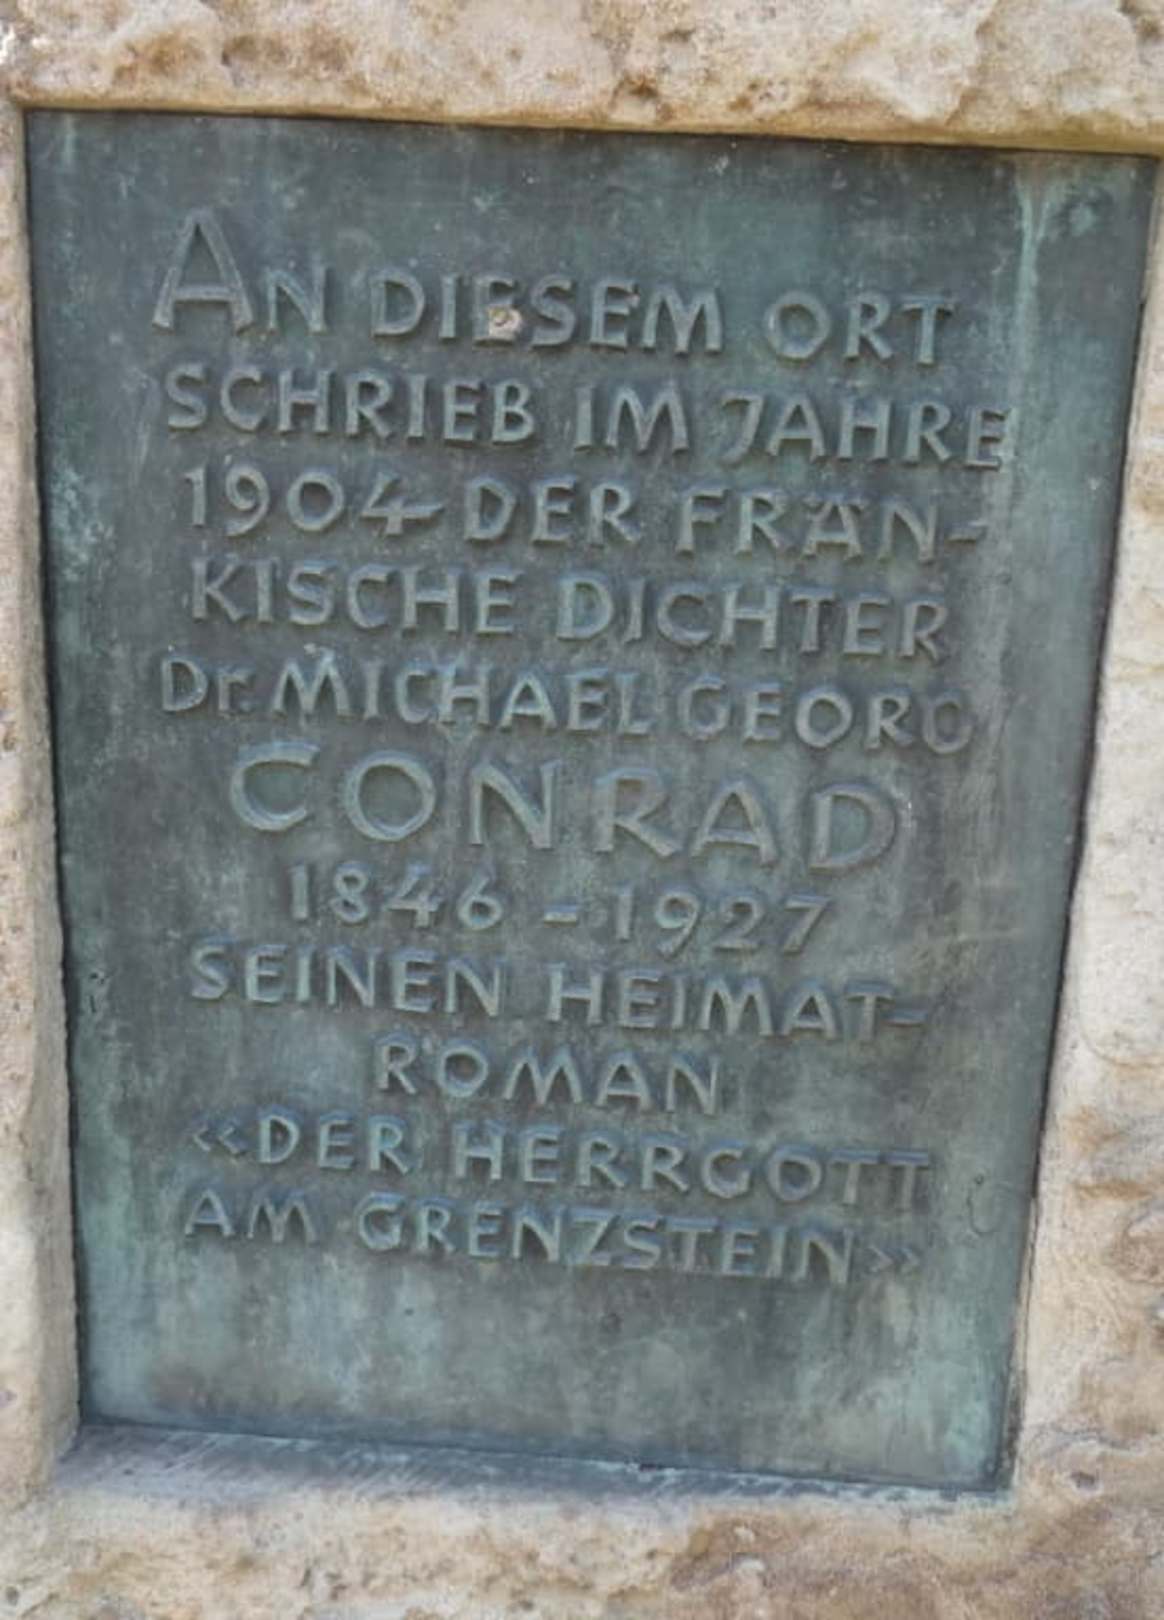 AN DIESEM ORT
SCHRIEB IM JAHRE
1904 DER FRÄN-
KISCHE DICHTER
Dr. MICHAEL GEORG
CONRAD
1846 - 1927
SEINEN HEIMAT-
ROMAN
«DER HERRGOTT
AM GRENZSTEIN»